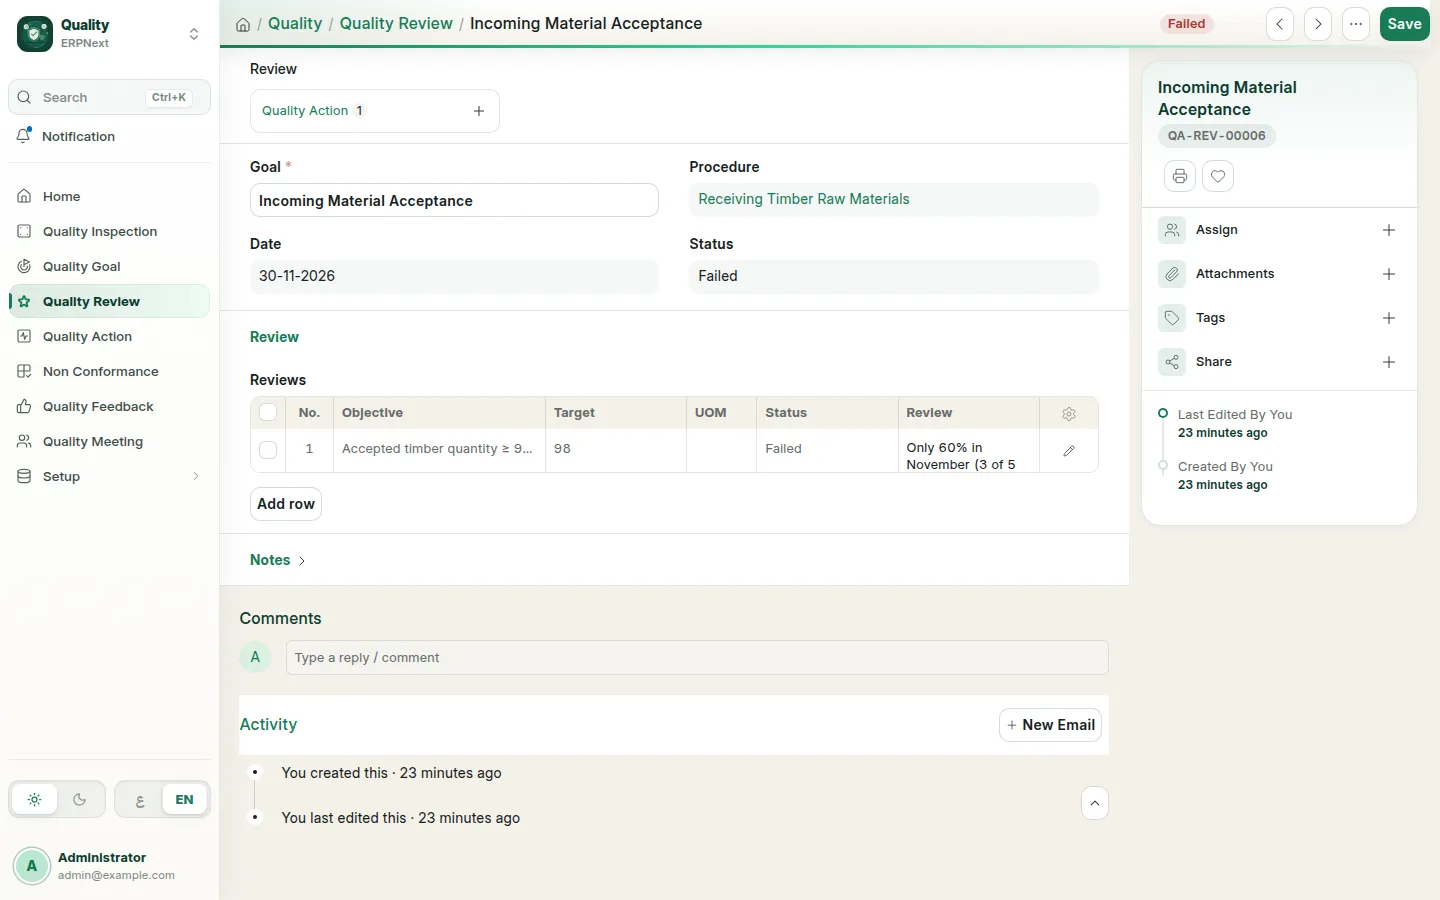 Quality
ERPNext
Search
Ctrl+K
Notification
Home
Quality Inspection
Quality Goal
Quality Review
Quality Action
Non Conformance
Quality Feedback
Quality Meeting
Setup
ع
EN
A
Administrator
admin@example.com
/ Quality / Quality Review / Incoming Material Acceptance
Failed
Save
Review
Quality Action 1
Goal *
Incoming Material Acceptance
Procedure
Receiving Timber Raw Materials
Date
30-11-2026
Status
Failed
Review
Reviews
No. Objective Target UOM Status Review
1 Accepted timber quantity ≥ 9... 98 Failed Only 60% in
November (3 of 5
Add row
Notes
Comments
A
Type a reply / comment
Activity
New Email
You created this · 23 minutes ago
You last edited this · 23 minutes ago
Incoming Material
Acceptance
QA-REV-00006
Assign
Attachments
Tags
Share
Last Edited By You
23 minutes ago
Created By You
23 minutes ago